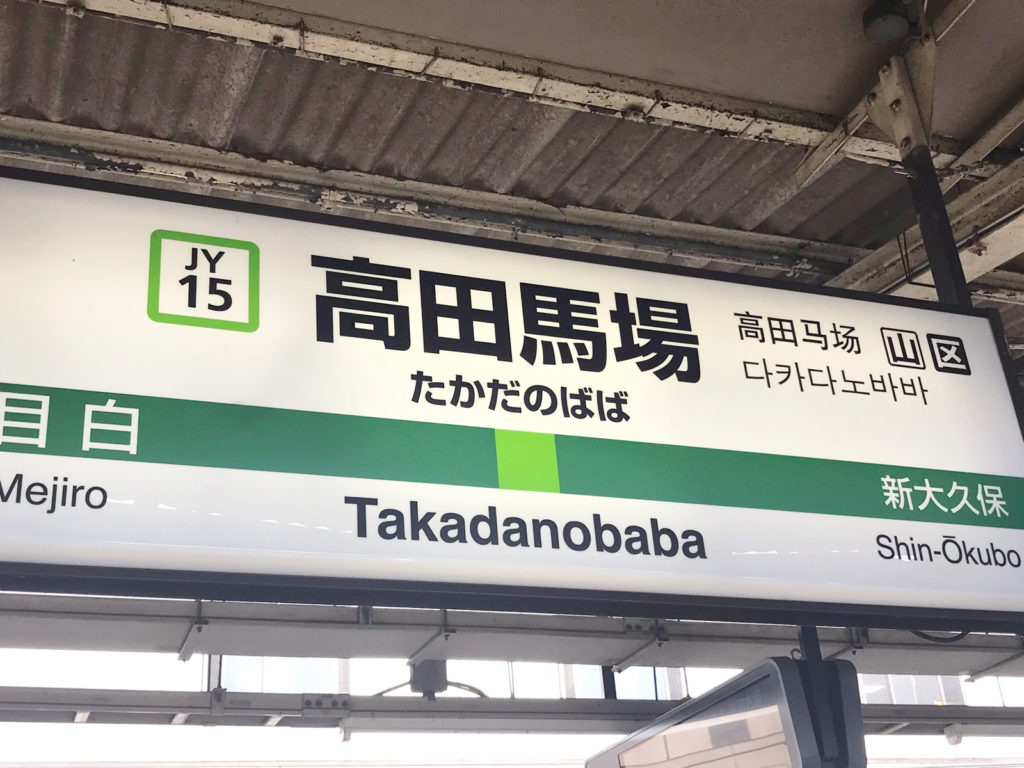 JY
15
高田馬場
たかだのばば
高田马场 山 区
다카다노바바
目白
新大久保
Mejiro
Takadanobaba
Shin-Ōkubo